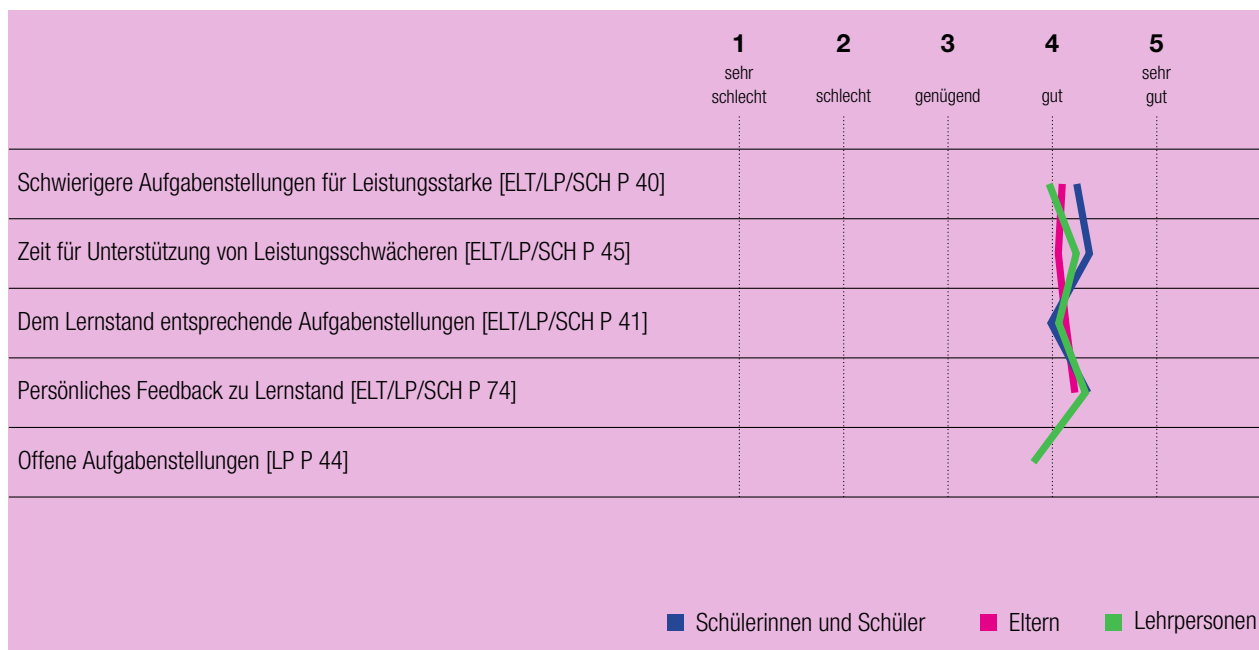 1 2 3 4 5
sehr schlecht schlecht genügend gut sehr gut
Schwierigere Aufgabenstellungen für Leistungsstarke [ELT/LP/SCH P 40]
Zeit für Unterstützung von Leistungsschwächeren [ELT/LP/SCH P 45]
Dem Lernstand entsprechende Aufgabenstellungen [ELT/LP/SCH P 41]
Persönliches Feedback zu Lernstand [ELT/LP/SCH P 74]
Offene Aufgabenstellungen [LP P 44]
Schülerinnen und Schüler Eltern Lehrpersonen